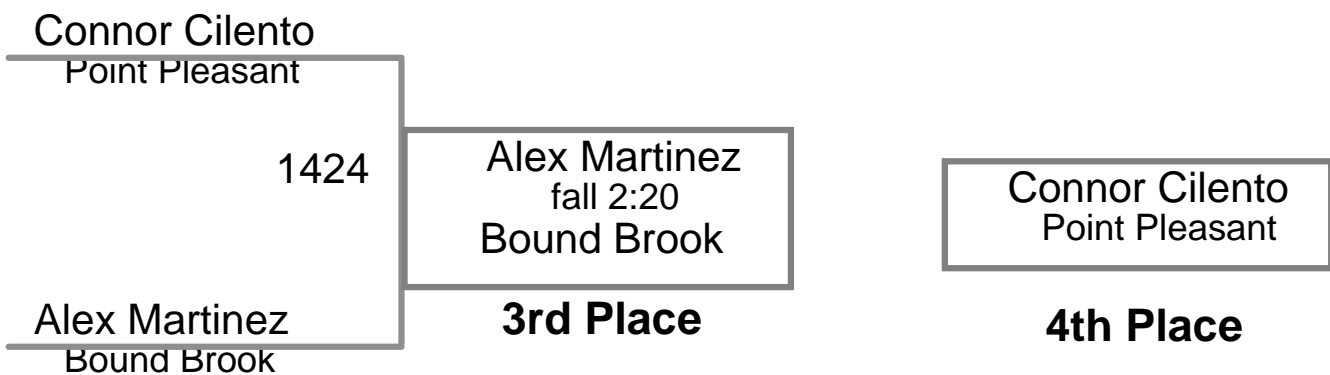 Connor Cilento
Point Pleasant
1424
Alex Martinez
Bound Brook
Alex Martinez
fall 2:20
Bound Brook
3rd Place
Connor Cilento
Point Pleasant
4th Place